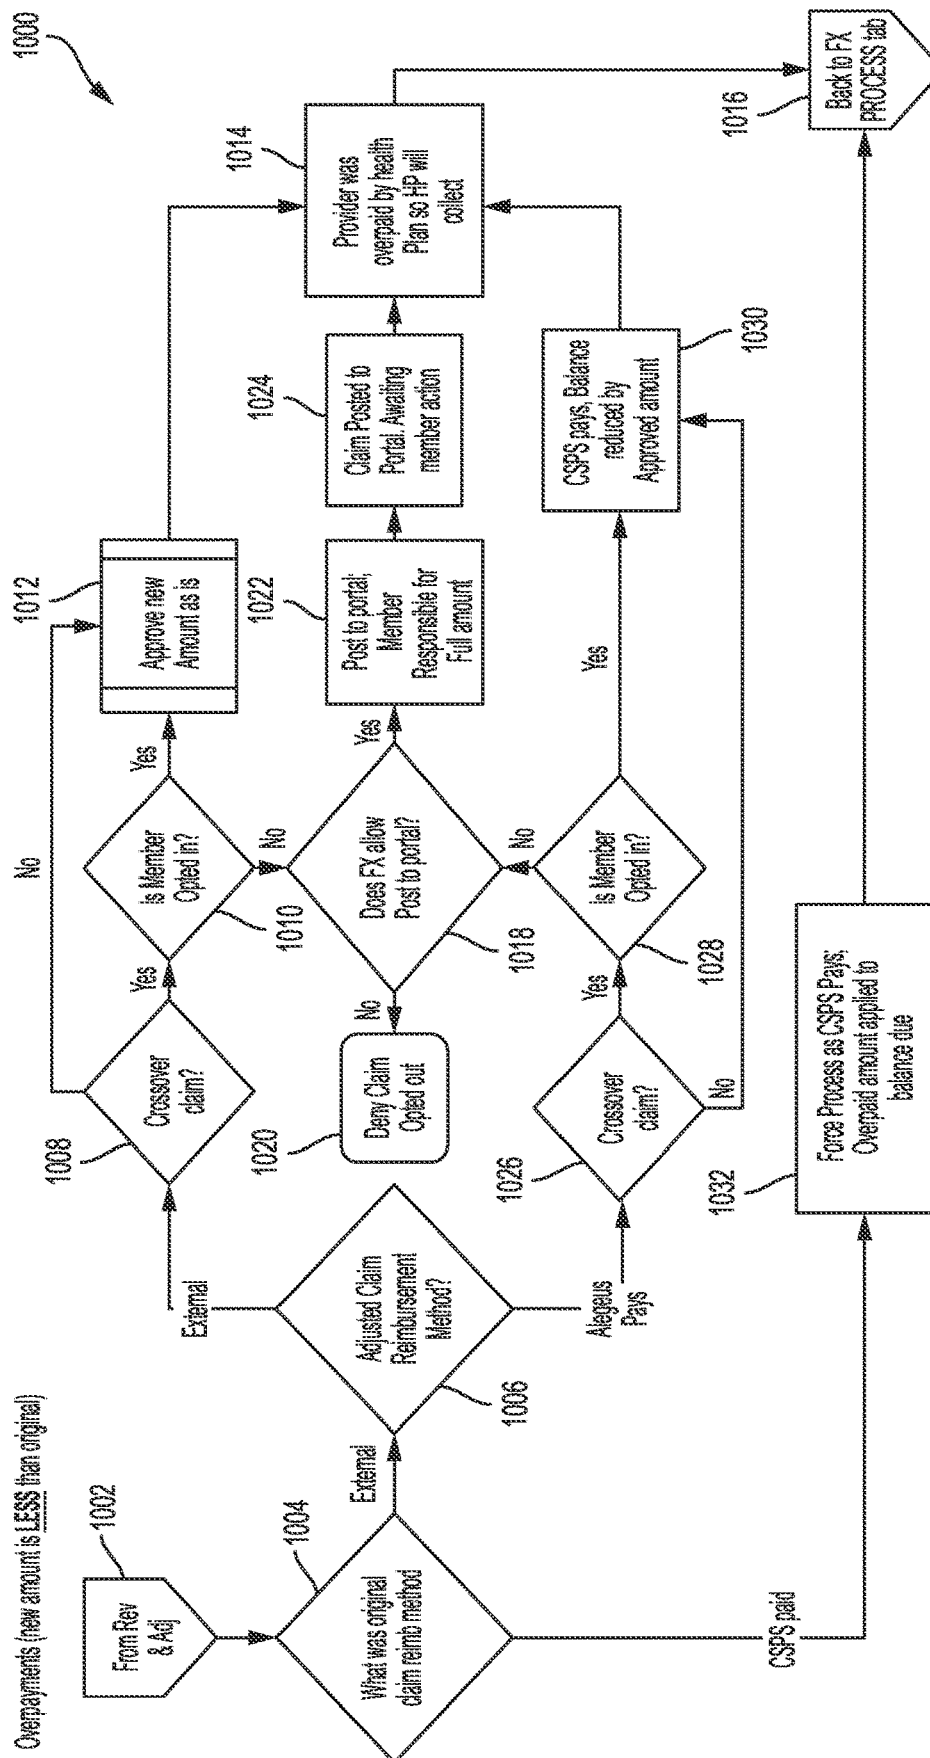 Overpayments (new amount is LESS than original)
1000
1002
From Rev
& Adj
1004
What was original
claim reimb method
External
CSPS paid
1006
Adjusted Claim
Reimbursement
Method?
External
Alegeus
Pays
1008
Crossover
claim?
No
Yes
1010
Is Member
Opted in?
Yes
No
1012
Approve new
Amount as is
1014
Provider was
overpaid by health
Plan so HP will
collect
1016
Back to FX
PROCESS tab
1018
Does FX allow
Post to portal?
No
Yes
1020
Deny Claim
Opted out
1022
Post to portal;
Member
Responsible for
Full amount
1024
Claim Posted to
Portal. Awaiting
member action
1026
Crossover
claim?
Yes
No
1028
Is Member
Opted in?
No
Yes
1030
CSPS pays, Balance
reduced by
Approved amount
1032
Force Process as CSPS Pays;
Overpaid amount applied to
balance due